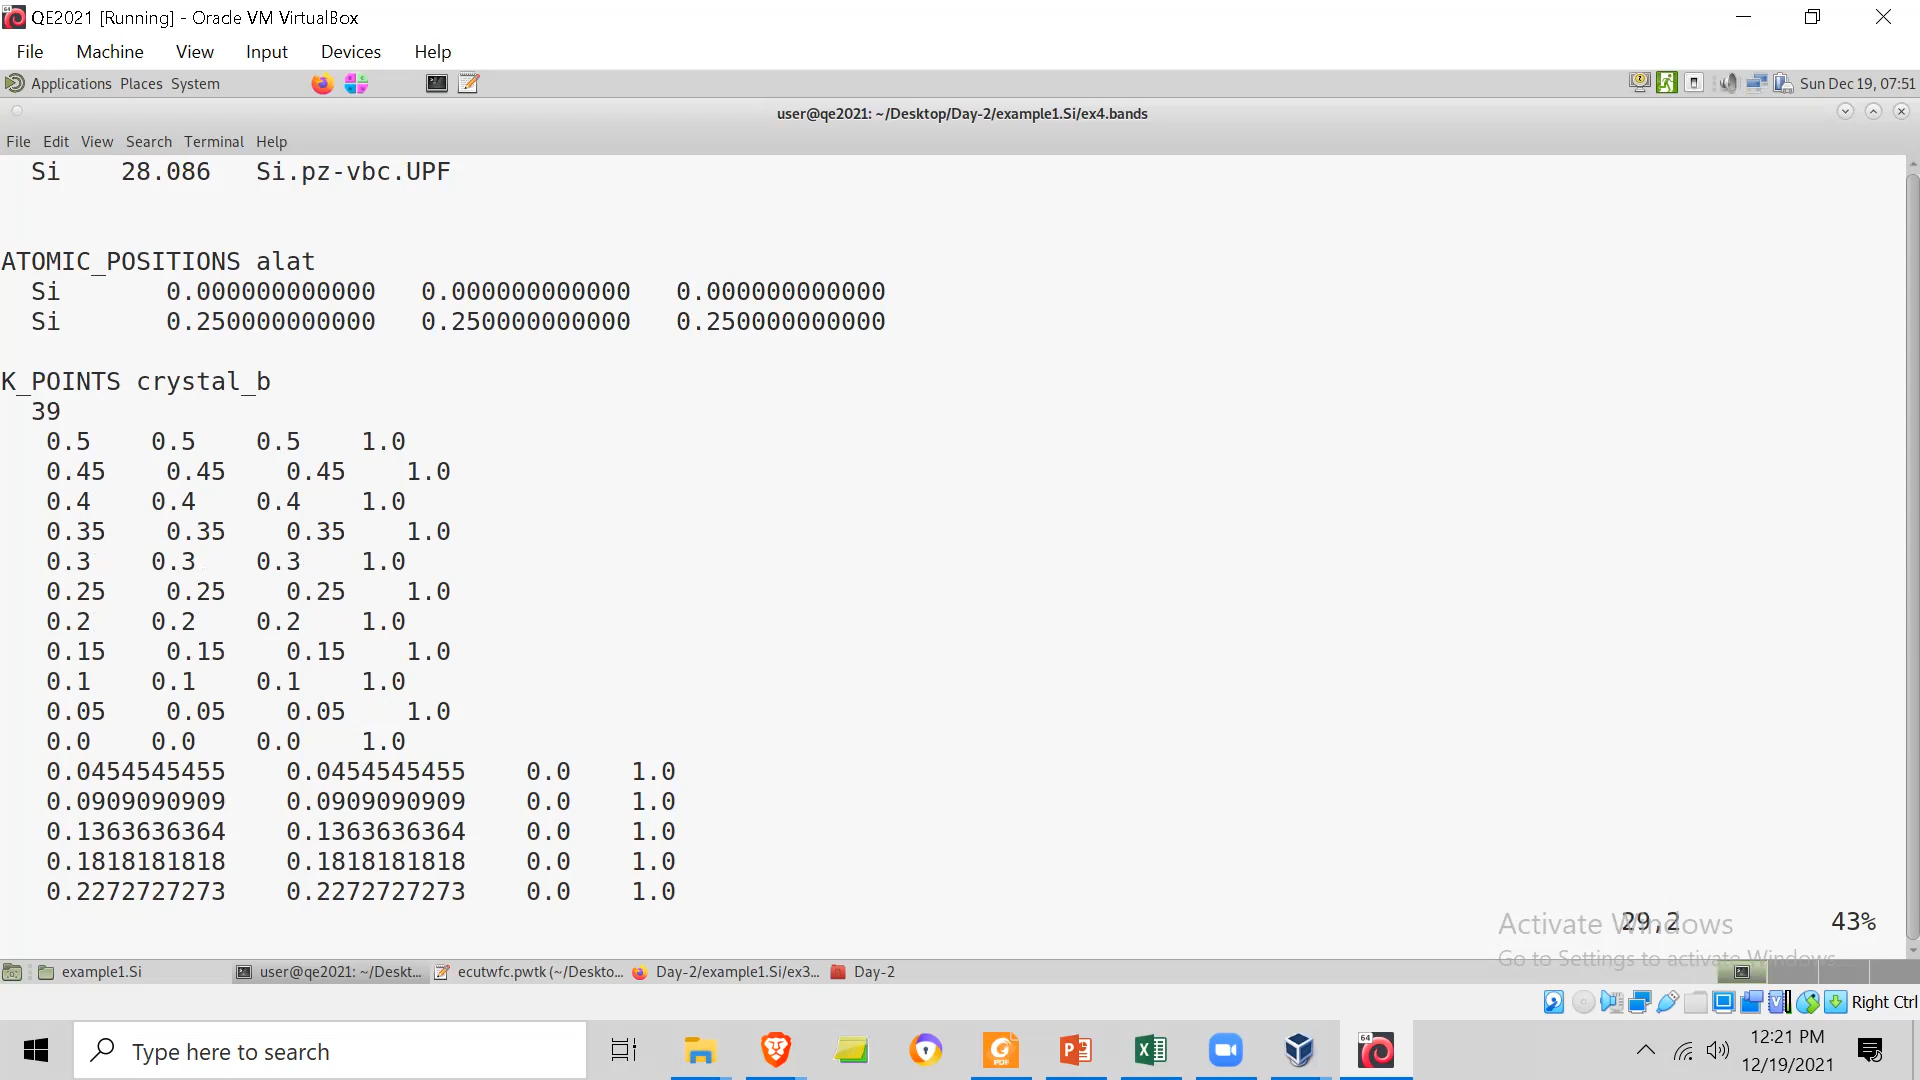 QE2021 [Running] - Oracle VM VirtualBox
File Machine View Input Devices Help
Applications Places System
Sun Dec 19, 07:51
user@qe2021: ~/Desktop/Day-2/example1.Si/ex4.bands
File Edit View Search Terminal Help
Si 28.086 Si.pz-vbc.UPF
ATOMIC_POSITIONS alat
Si 0.000000000000 0.000000000000 0.000000000000
Si 0.250000000000 0.250000000000 0.250000000000
K_POINTS crystal_b
39
0.5 0.5 0.5 1.0
0.45 0.45 0.45 1.0
0.4 0.4 0.4 1.0
0.35 0.35 0.35 1.0
0.3 0.3 0.3 1.0
0.25 0.25 0.25 1.0
0.2 0.2 0.2 1.0
0.15 0.15 0.15 1.0
0.1 0.1 0.1 1.0
0.05 0.05 0.05 1.0
0.0 0.0 0.0 1.0
0.0454545455 0.0454545455 0.0 1.0
0.0909090909 0.0909090909 0.0 1.0
0.1363636364 0.1363636364 0.0 1.0
0.1818181818 0.1818181818 0.0 1.0
0.2272727273 0.2272727273 0.0 1.0
29,2 43%
Activate Windows
Go to Settings to activate Windows.
example1.Si user@qe2021: ~/Deskt... ecutwfc.pwtk (~/Deskto... Day-2/example1.Si/ex3... Day-2
Right Ctrl
Type here to search
12:21 PM
12/19/2021